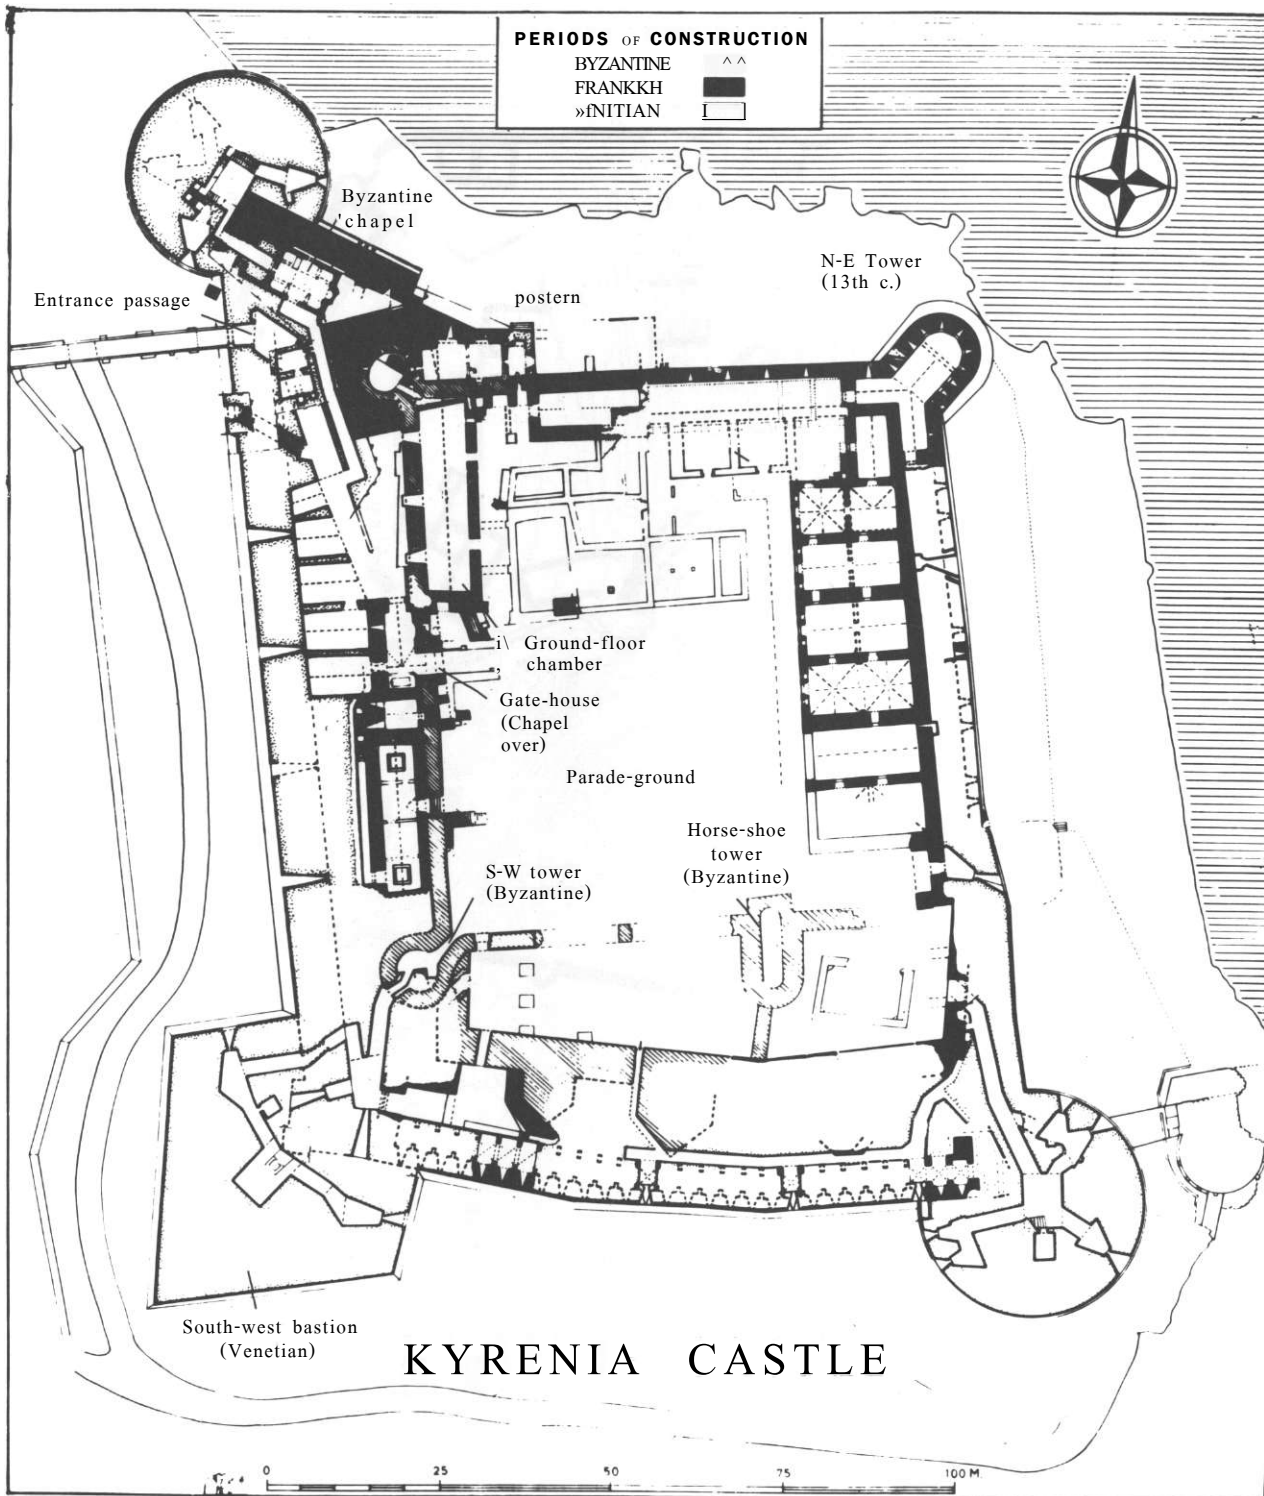 PERIODS OF CONSTRUCTION
BYZANTINE ^ ^
FRANKKH
»fNITIAN
Byzantine
'chapel
N-E Tower
(13th c.)
Entrance passage
postern
i\ Ground-floor
chamber
Gate-house
(Chapel
over)
Parade-ground
Horse-shoe
tower
(Byzantine)
S-W tower
(Byzantine)
South-west bastion
(Venetian)
KYRENIA CASTLE
0 25 50 75 100 M.